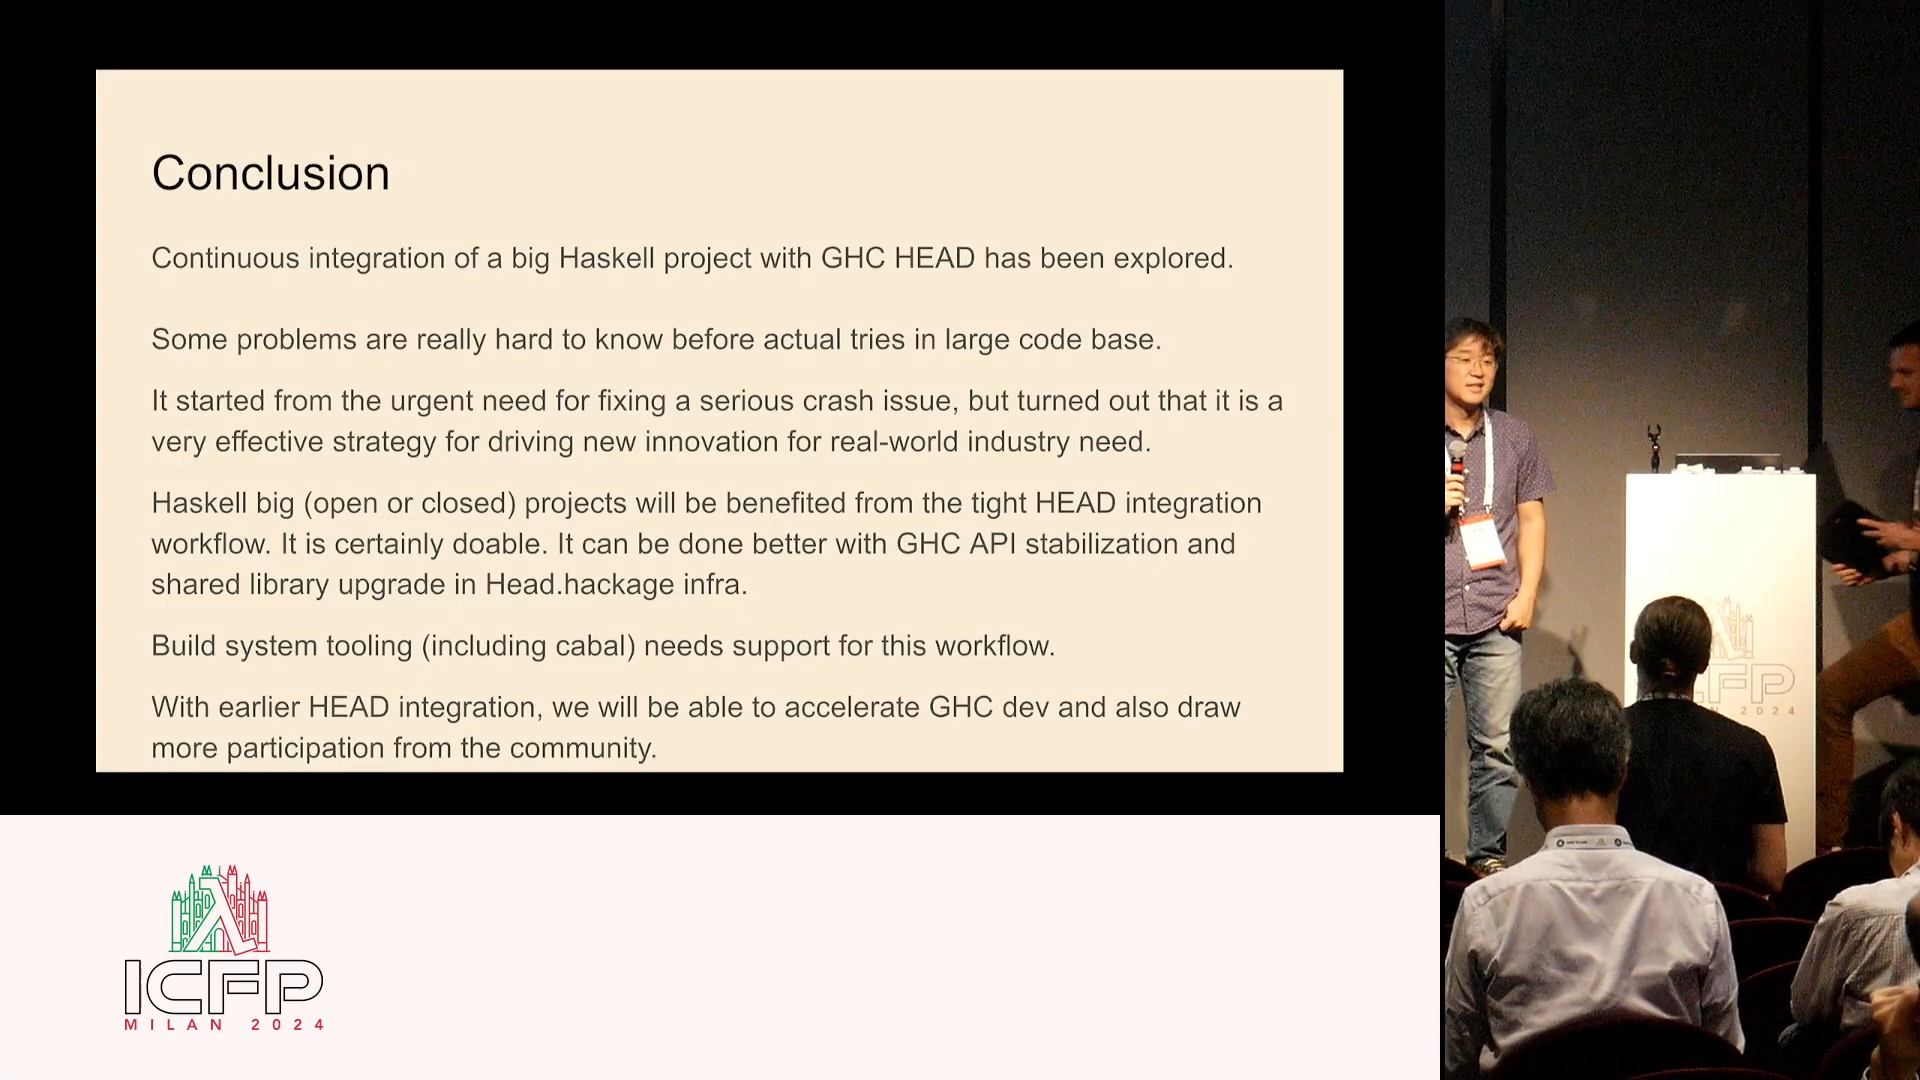 Conclusion
Continuous integration of a big Haskell project with GHC HEAD has been explored.
Some problems are really hard to know before actual tries in large code base.
It started from the urgent need for fixing a serious crash issue, but turned out that it is a
very effective strategy for driving new innovation for real-world industry need.
Haskell big (open or closed) projects will be benefited from the tight HEAD integration
workflow. It is certainly doable. It can be done better with GHC API stabilization and
shared library upgrade in Head.hackage infra.
Build system tooling (including cabal) needs support for this workflow.
With earlier HEAD integration, we will be able to accelerate GHC dev and also draw
more participation from the community.
ICFP
MILAN 2024
CFP
2024